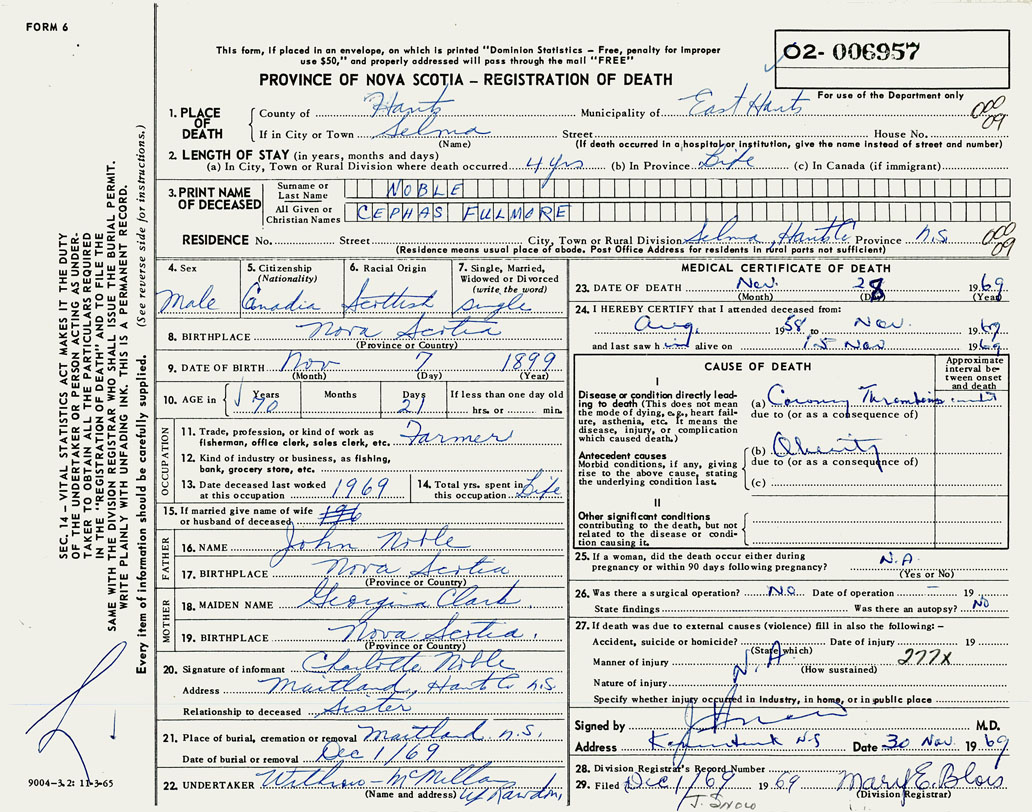 FORM 6
This form, if placed in an envelope, on which is printed "Dominion Statistics – Free, penalty for improper
use $50," and properly addressed will pass through the mail "FREE"
PROVINCE OF NOVA SCOTIA – REGISTRATION OF DEATH
02-006957
For use of the Department only
1. PLACE OF DEATH
County of Hants Municipality of East Hants
000 09
If in City or Town Selma Street House No.
(Name) (If death occurred in a hospital or institution, give the name instead of street and number)
2. LENGTH OF STAY (in years, months and days)
(a) In City, Town or Rural Division where death occurred 4 yrs (b) In Province Life (c) In Canada (if immigrant)
3. PRINT NAME OF DECEASED
Surname or Last Name NOBLE
All Given or Christian Names CEPHAS FULMORE
RESIDENCE No. Street City, Town or Rural Division Selma, Hants Co Province N.S. 000 09
(Residence means usual place of abode. Post Office Address for residents in rural parts not sufficient)
4. Sex
Male
5. Citizenship
(Nationality)
Canadia
6. Racial Origin
Scottish
7. Single, Married,
Widowed or Divorced
(write the word)
single
8. BIRTHPLACE Nova Scotia
(Province or Country)
9. DATE OF BIRTH Nov 7 1899
(Month) (Day) (Year)
10. AGE in Years 70 Months Days 21 If less than one day old
hrs. or min.
OCCUPATION
11. Trade, profession, or kind of work as
fisherman, office clerk, sales clerk, etc. Farmer
12. Kind of industry or business, as fishing,
bank, grocery store, etc.
13. Date deceased last worked
at this occupation 1969
14. Total yrs. spent in
this occupation Life
15. If married give name of wife
or husband of deceased
FATHER
16. NAME John Noble
17. BIRTHPLACE Nova Scotia
(Province or Country)
MOTHER
18. MAIDEN NAME Georgina Clark
19. BIRTHPLACE Nova Scotia.
(Province or Country)
20. Signature of informant Charlotte Noble
Address Maitland, Hants Co N.S.
Relationship to deceased Sister
21. Place of burial, cremation or removal Maitland N.S.
Date of burial or removal Dec 1/69
22. UNDERTAKER Withrow-McMillan
(Name and address) Rawdon
MEDICAL CERTIFICATE OF DEATH
23. DATE OF DEATH Nov. 28 1969
(Month) (Day) (Year)
24. I HEREBY CERTIFY that I attended deceased from:
Aug. 1958 to Nov. 1969
and last saw him alive on 15 Nov 1969
CAUSE OF DEATH
Approximate
interval be-
tween onset
and death
I
Disease or condition directly lead-
ing to death (This does not mean
the mode of dying, e.g., heart fail-
ure, asthenia, etc. It means the
disease, injury, or complication
which caused death.)
(a) Coronary Thrombosis
due to (or as a consequence of)
Antecedent causes
Morbid conditions, if any, giving
rise to the above cause, stating
the underlying condition last.
(b) Obesity
due to (or as a consequence of)
(c)
II
Other significant conditions
contributing to the death, but not
related to the disease or condi-
tion causing it.
25. If a woman, did the death occur either during
pregnancy or within 90 days following pregnancy? N.A.
(Yes or No)
26. Was there a surgical operation? NO Date of operation – 19
State findings Was there an autopsy? NO
27. If death was due to external causes (violence) fill in also the following: –
Accident, suicide or homicide? Date of injury 19
(State which)
Manner of injury N.A. 277X
(How sustained)
Nature of injury
Specify whether injury occurred in industry, in home, or in public place
Signed by M.D.
Address N-S Date 30 Nov. 1969
28. Division Registrar's Record Number
29. Filed Dec 1/69 1969 Mary E. Blois
(Division Registrar)
J. Snow
SEC. 14 – VITAL STATISTICS ACT MAKES IT THE DUTY
OF THE UNDERTAKER OR PERSON ACTING AS UNDER-
TAKER TO OBTAIN ALL THE PARTICULARS REQUIRED
IN THE "REGISTRATION OF DEATH" AND TO FILE THE
SAME WITH THE DIVISION REGISTRAR WHO SHALL ISSUE THE BURIAL PERMIT.
WRITE PLAINLY WITH UNFADING INK. THIS IS A PERMANENT RECORD.
Every item of information should be carefully supplied. (See reverse side for instructions.)
9004-3.2: 11-3-65